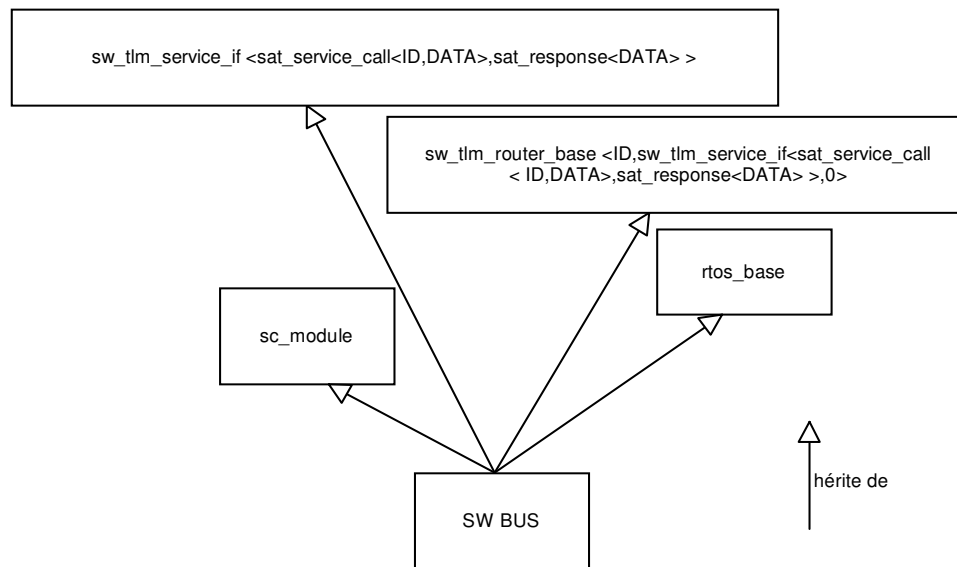 sw_tlm_service_if <sat_service_call<ID,DATA>,sat_response<DATA> >
sw_tlm_router_base <ID,sw_tlm_service_if<sat_service_call
< ID,DATA>,sat_response<DATA> >,0>
rtos_base
sc_module
hérite de
SW BUS